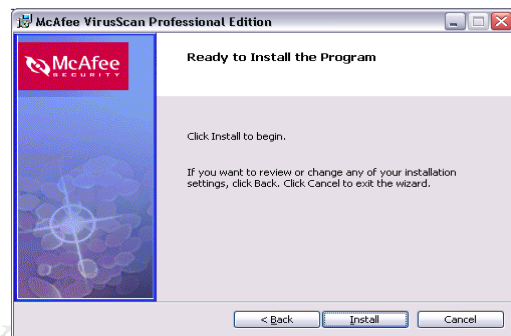 McAfee VirusScan Professional Edition
McAfee
SECURITY
Ready to Install the Program
Click Install to begin.
If you want to review or change any of your installation
settings, click Back. Click Cancel to exit the wizard.
< Back
Install
Cancel